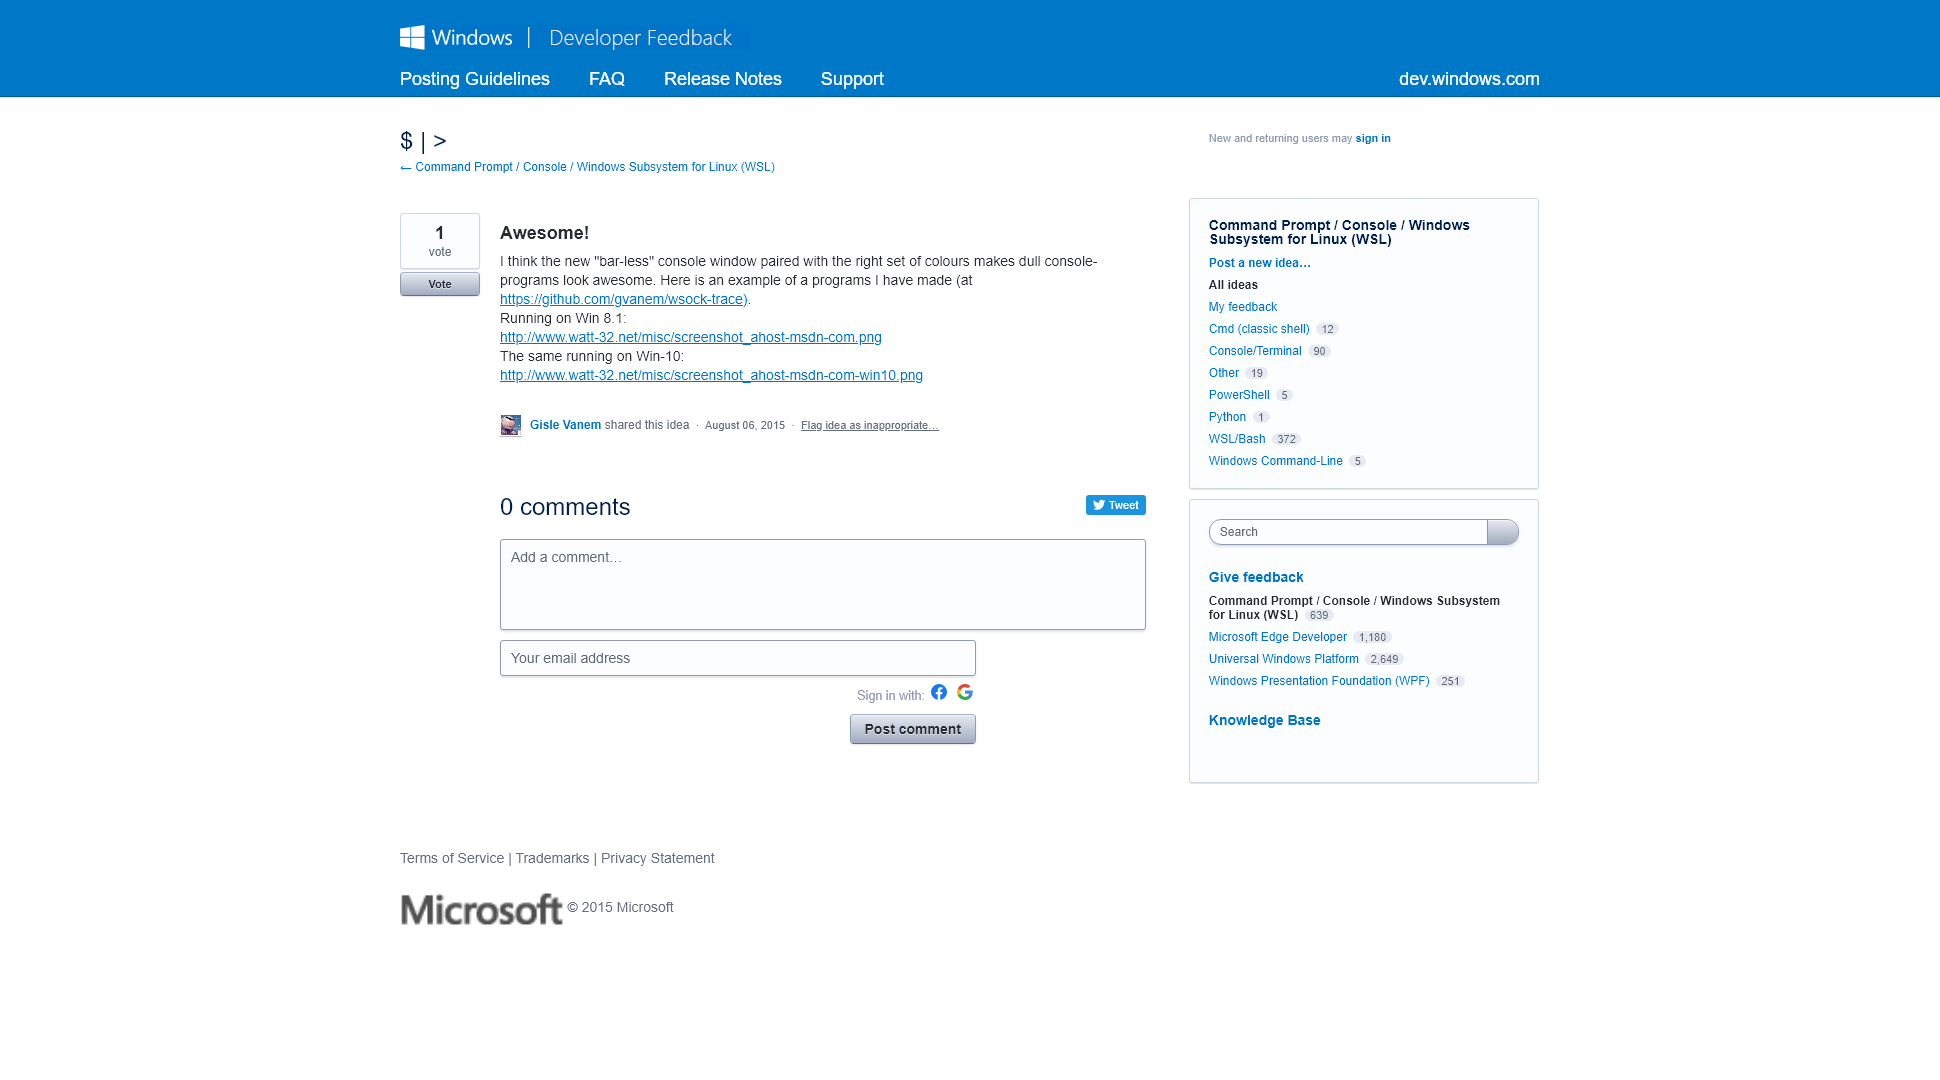 Windows | Developer Feedback
Posting Guidelines FAQ Release Notes Support dev.windows.com
$ | >
← Command Prompt / Console / Windows Subsystem for Linux (WSL)
New and returning users may sign in
1
vote
Vote
Awesome!
I think the new "bar-less" console window paired with the right set of colours makes dull console-
programs look awesome. Here is an example of a programs I have made (at
https://github.com/gvanem/wsock-trace).
Running on Win 8.1:
http://www.watt-32.net/misc/screenshot_ahost-msdn-com.png
The same running on Win-10:
http://www.watt-32.net/misc/screenshot_ahost-msdn-com-win10.png
Gisle Vanem shared this idea · August 06, 2015 · Flag idea as inappropriate…
0 comments
Tweet
Add a comment…
Your email address
Sign in with:
Post comment
Command Prompt / Console / Windows
Subsystem for Linux (WSL)
Post a new idea…
All ideas
My feedback
Cmd (classic shell) 12
Console/Terminal 90
Other 19
PowerShell 5
Python 1
WSL/Bash 372
Windows Command-Line 5
Search
Give feedback
Command Prompt / Console / Windows Subsystem
for Linux (WSL) 639
Microsoft Edge Developer 1,180
Universal Windows Platform 2,649
Windows Presentation Foundation (WPF) 251
Knowledge Base
Terms of Service | Trademarks | Privacy Statement
Microsoft © 2015 Microsoft